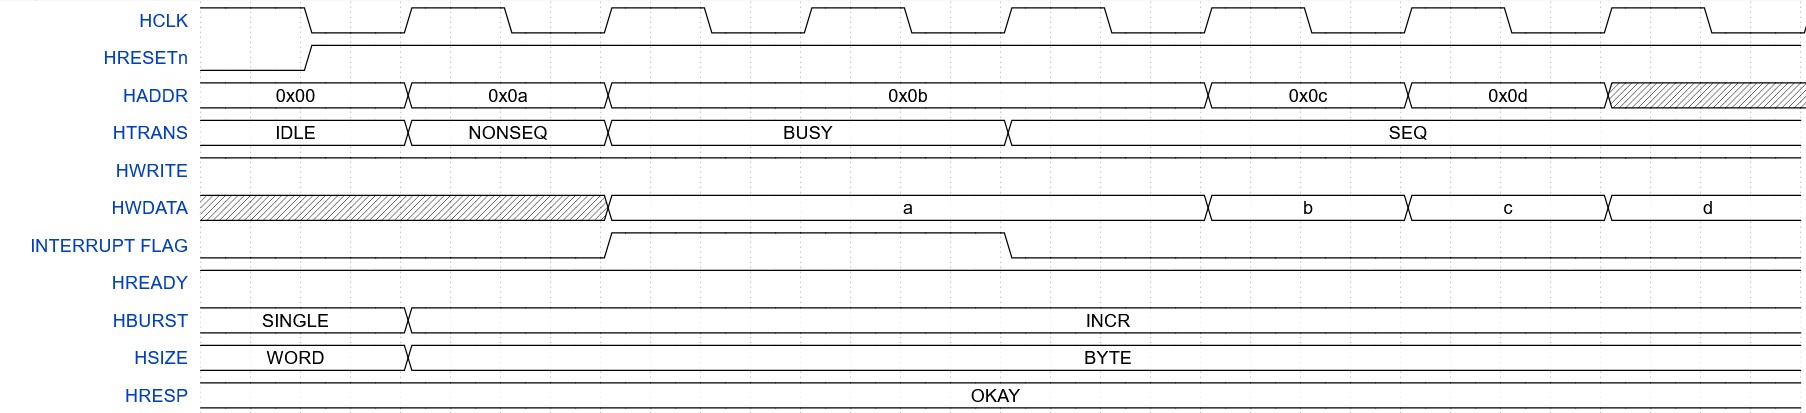 HCLK
HRESETn
HADDR 0x00 0x0a 0x0b 0x0c 0x0d
HTRANS IDLE NONSEQ BUSY SEQ
HWRITE
HWDATA a b c d
INTERRUPT FLAG
HREADY
HBURST SINGLE INCR
HSIZE WORD BYTE
HRESP OKAY